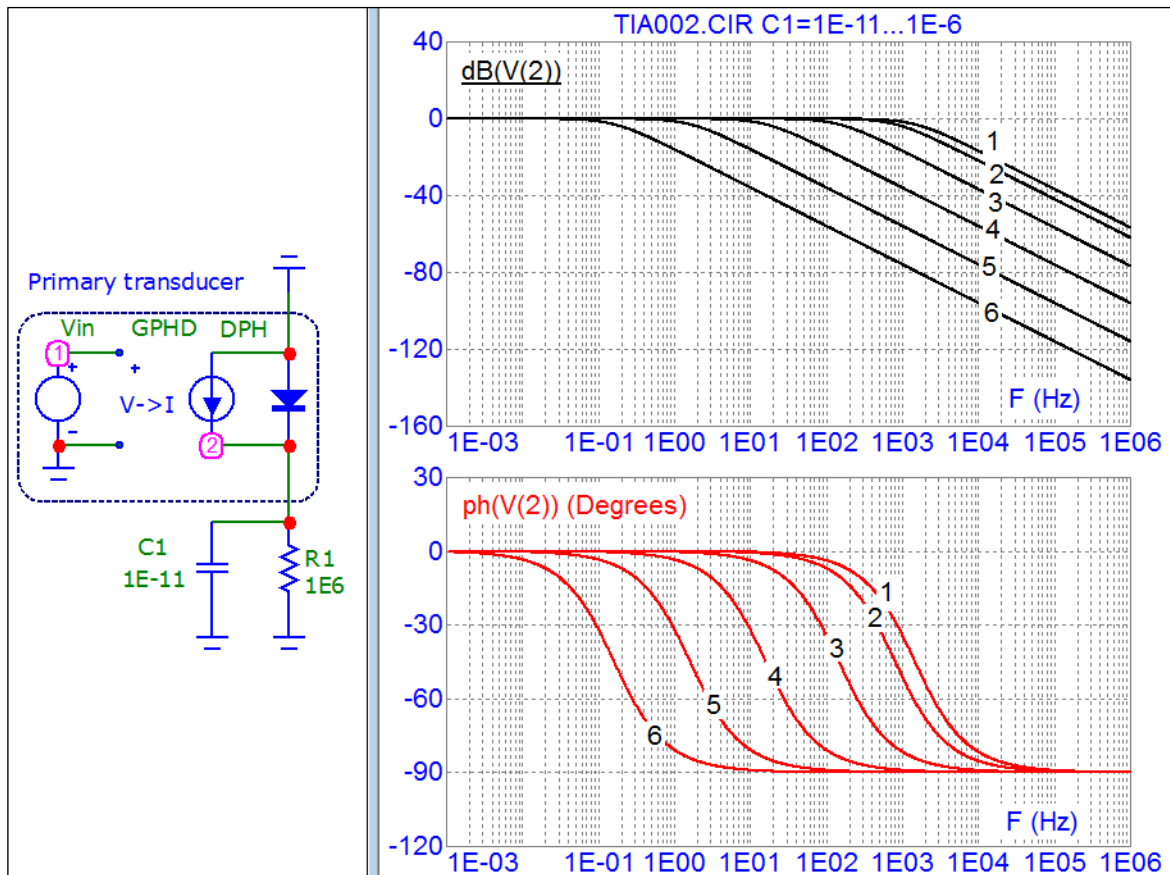 Primary transducer
Vin GPHD DPH
1
+
+
V->I
-
2
C1
1E-11
R1
1E6
TIA002.CIR C1=1E-11...1E-6
dB(V(2))
40
0
-40
-80
-120
-160
1
2
3
4
5
6
F (Hz)
1E-03 1E-01 1E00 1E01 1E02 1E03 1E04 1E05 1E06
ph(V(2)) (Degrees)
30
0
-30
-60
-90
-120
1
2
3
4
5
6
F (Hz)
1E-03 1E-01 1E00 1E01 1E02 1E03 1E04 1E05 1E06